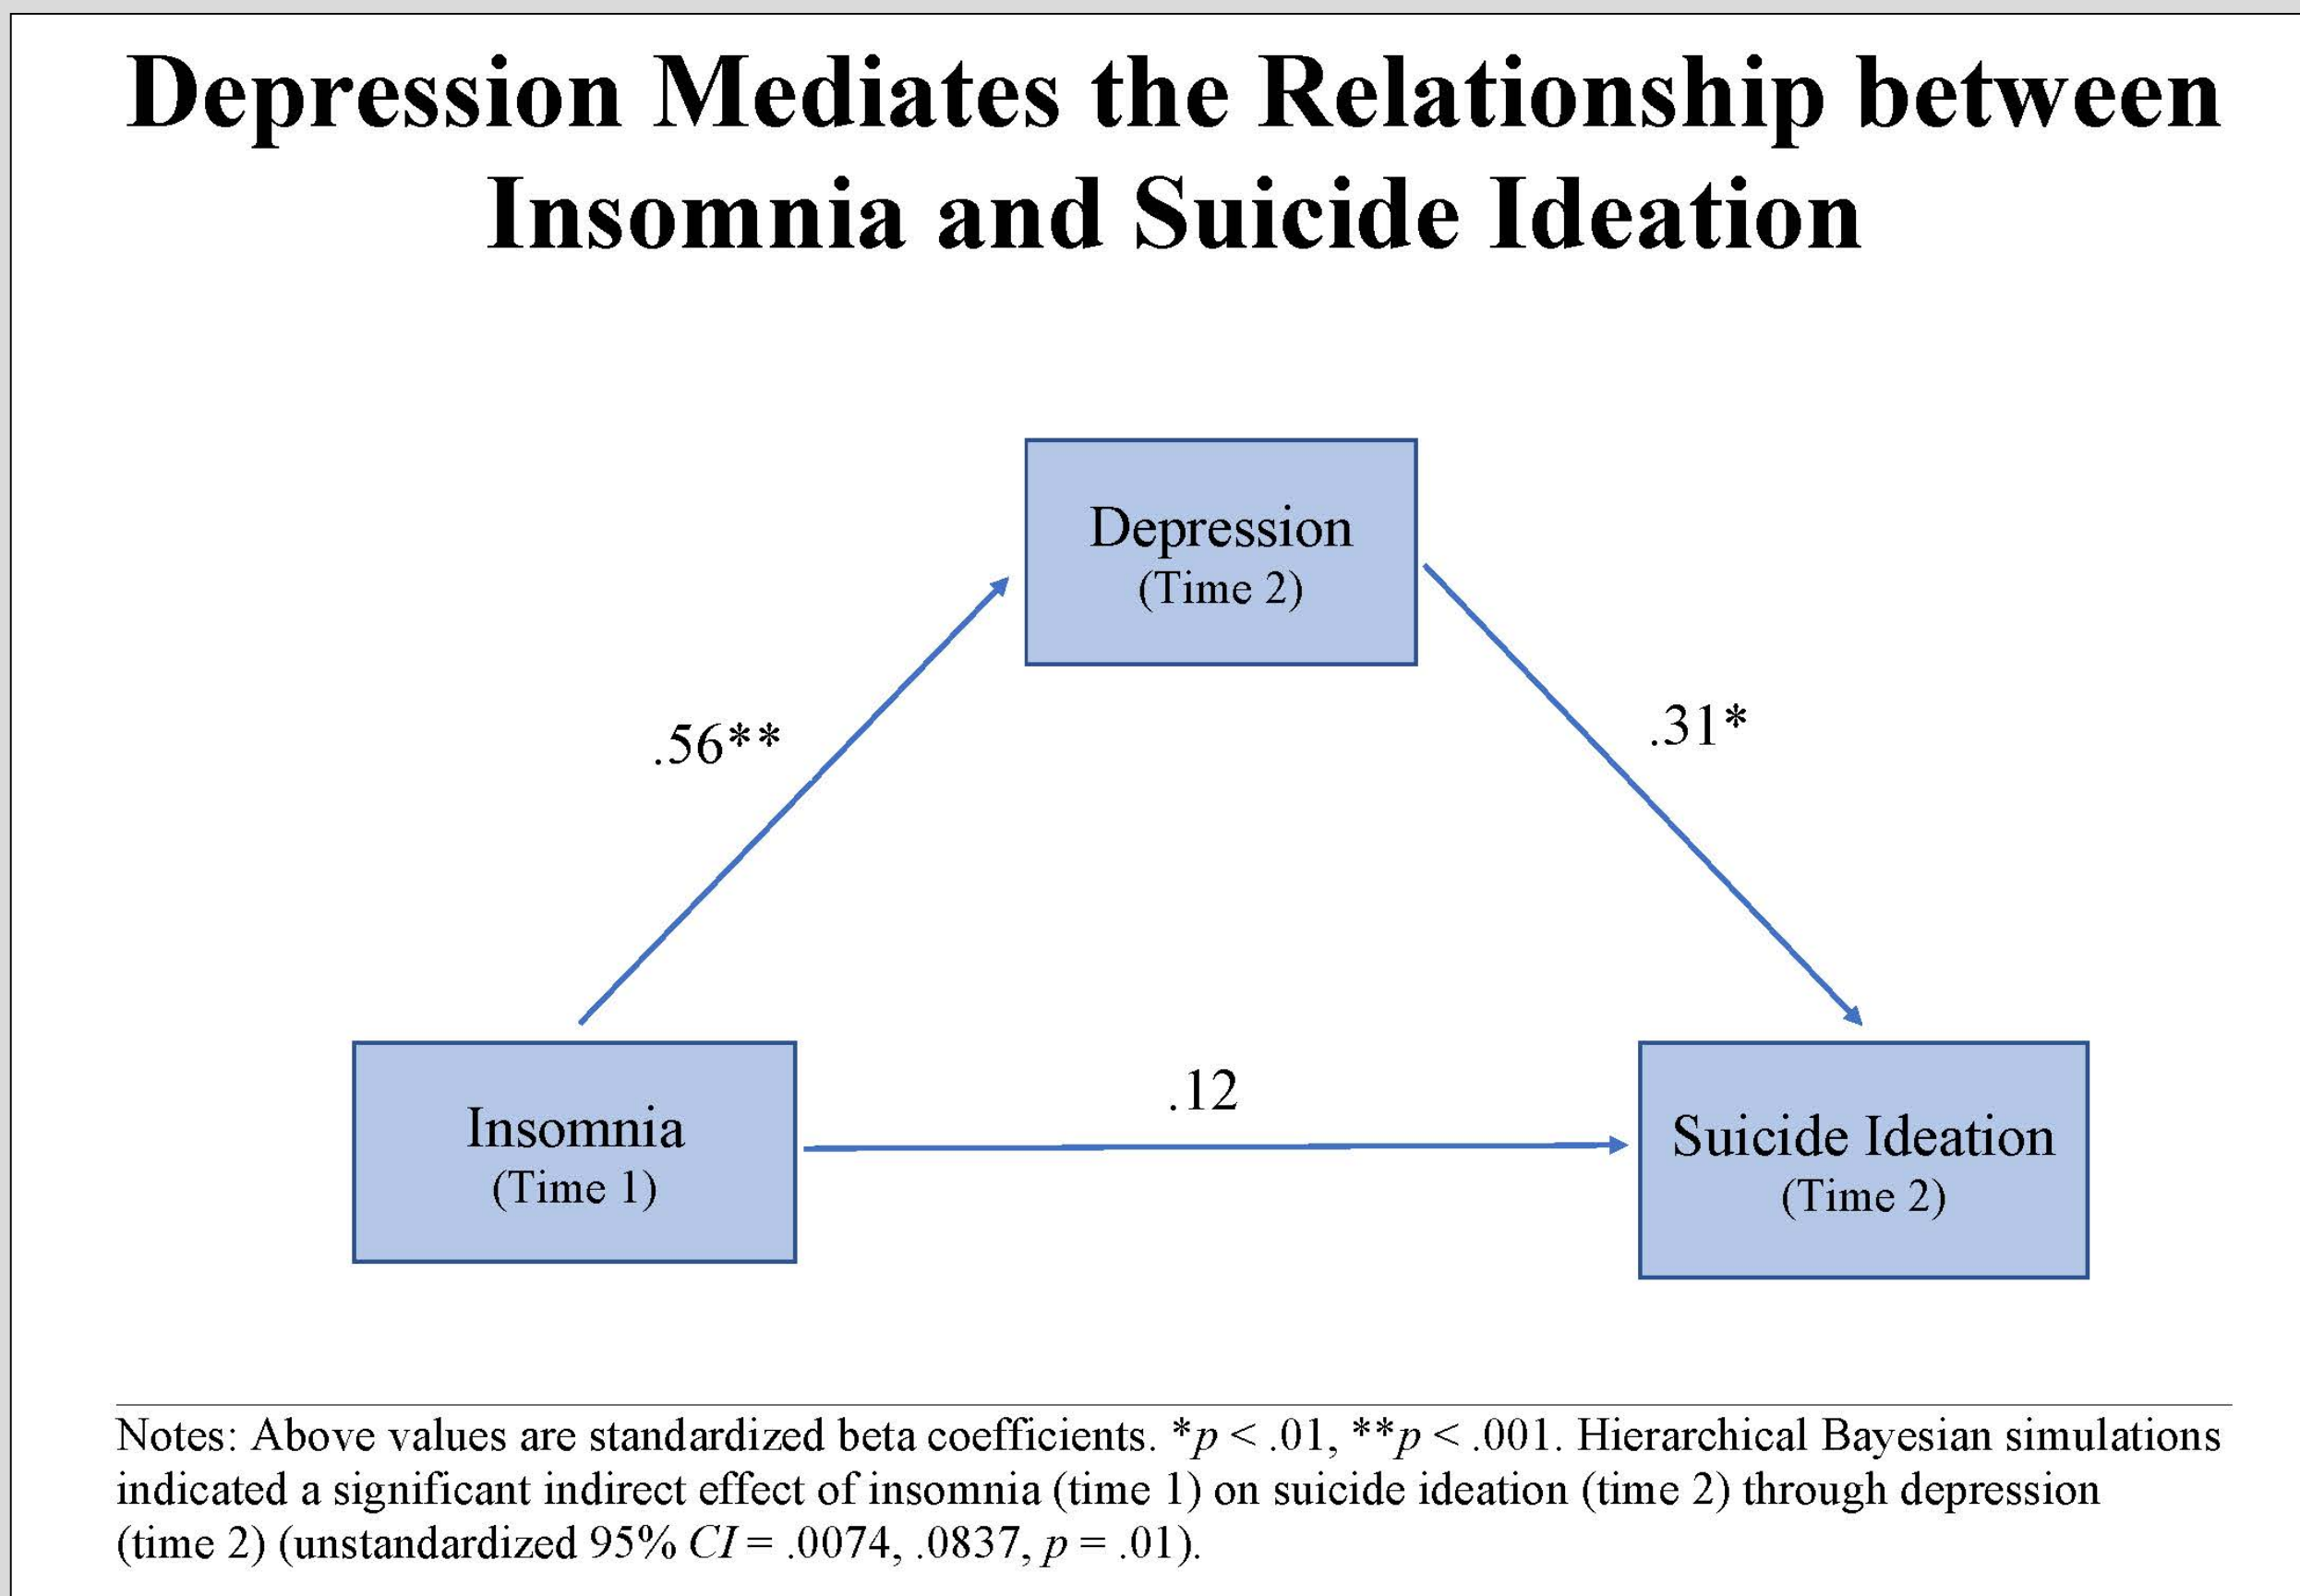 Depression Mediates the Relationship between
Insomnia and Suicide Ideation
Depression
(Time 2)
.56**
.31*
.12
Insomnia
(Time 1)
Suicide Ideation
(Time 2)
Notes: Above values are standardized beta coefficients. *p < .01, **p < .001. Hierarchical Bayesian simulations
indicated a significant indirect effect of insomnia (time 1) on suicide ideation (time 2) through depression
(time 2) (unstandardized 95% CI = .0074, .0837, p = .01).